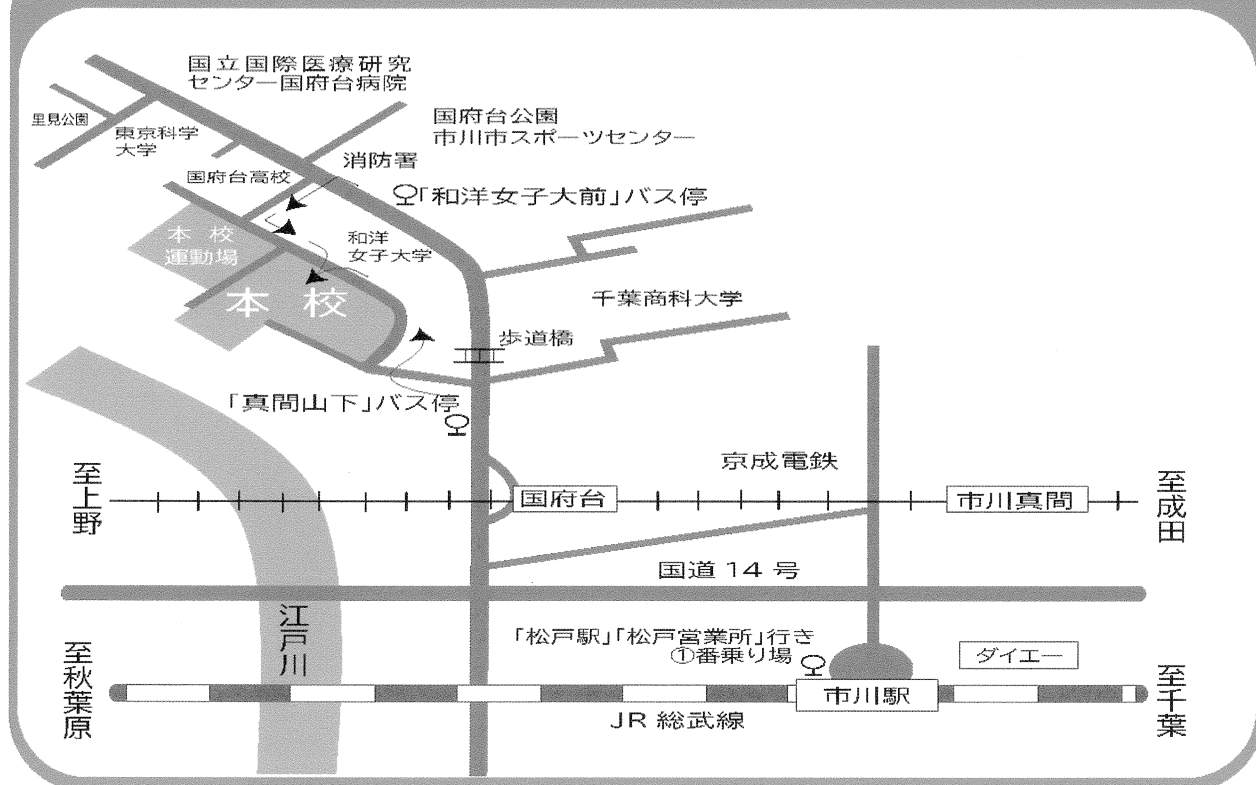 国立国際医療研究
センター国府台病院
国府台公園
市川市スポーツセンター
里見公園
東京科学
大学
消防署
国府台高校
「和洋女子大前」バス停
本 校
運動場
和洋
女子大学
本 校
千葉商科大学
歩道橋
「真間山下」バス停
京成電鉄
至上野
国府台
市川真間
至成田
国道 14 号
江戸川
「松戸駅」「松戸営業所」行き
①番乗り場
ダイエー
至秋葉原
市川駅
至千葉
JR 総武線